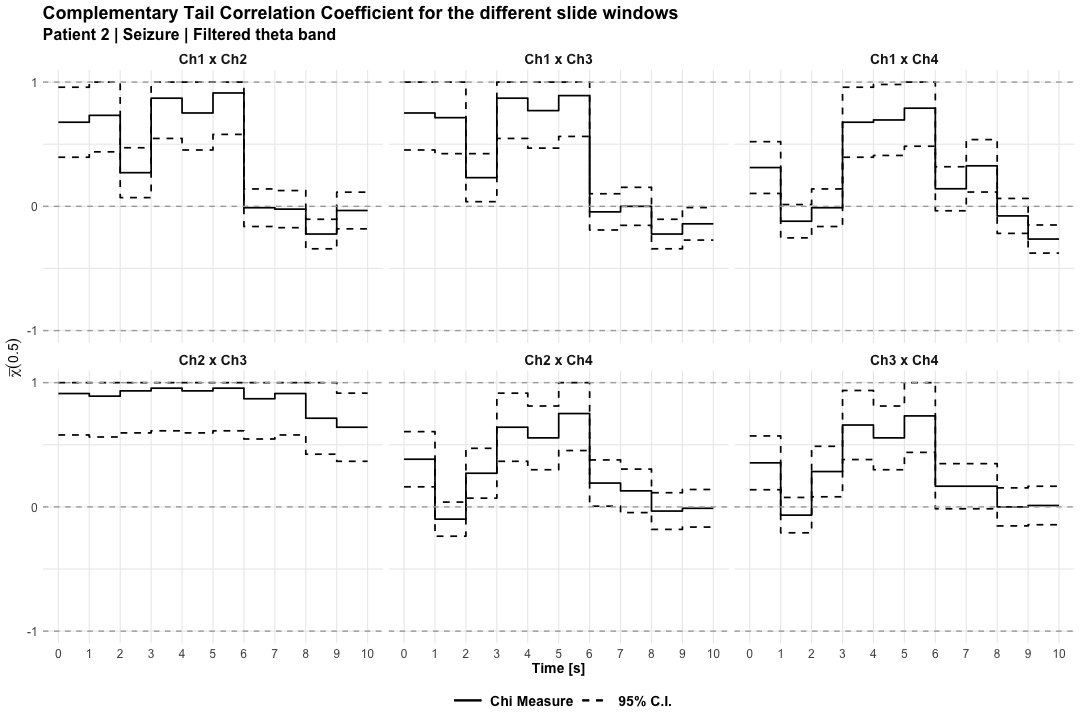 Complementary Tail Correlation Coefficient for the different slide windows
Patient 2 | Seizure | Filtered theta band
Ch1 x Ch2
Ch1 x Ch3
Ch1 x Ch4
1
0
-1
χ̅(0.5)
Ch2 x Ch3
Ch2 x Ch4
Ch3 x Ch4
1
0
-1
0 1 2 3 4 5 6 7 8 9 10
0 1 2 3 4 5 6 7 8 9 10
0 1 2 3 4 5 6 7 8 9 10
Time [s]
Chi Measure
95% C.I.